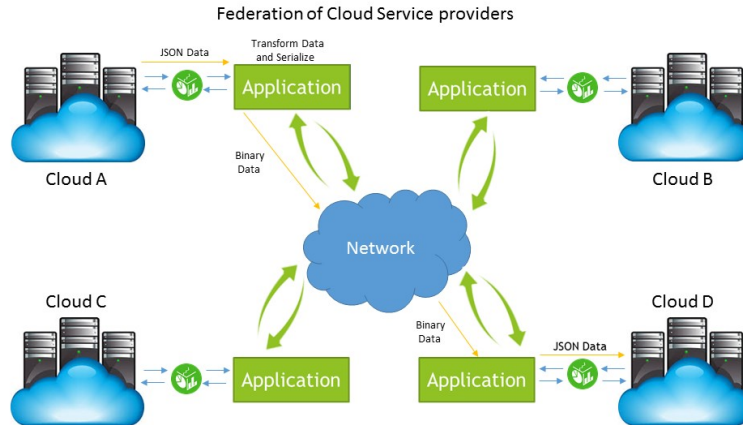 Federation of Cloud Service providers
JSON Data
Transform Data
and Serialize
Application
Application
Cloud A
Binary
Data
Cloud B
Network
Cloud C
Cloud D
Binary
Data
JSON Data
Application
Application